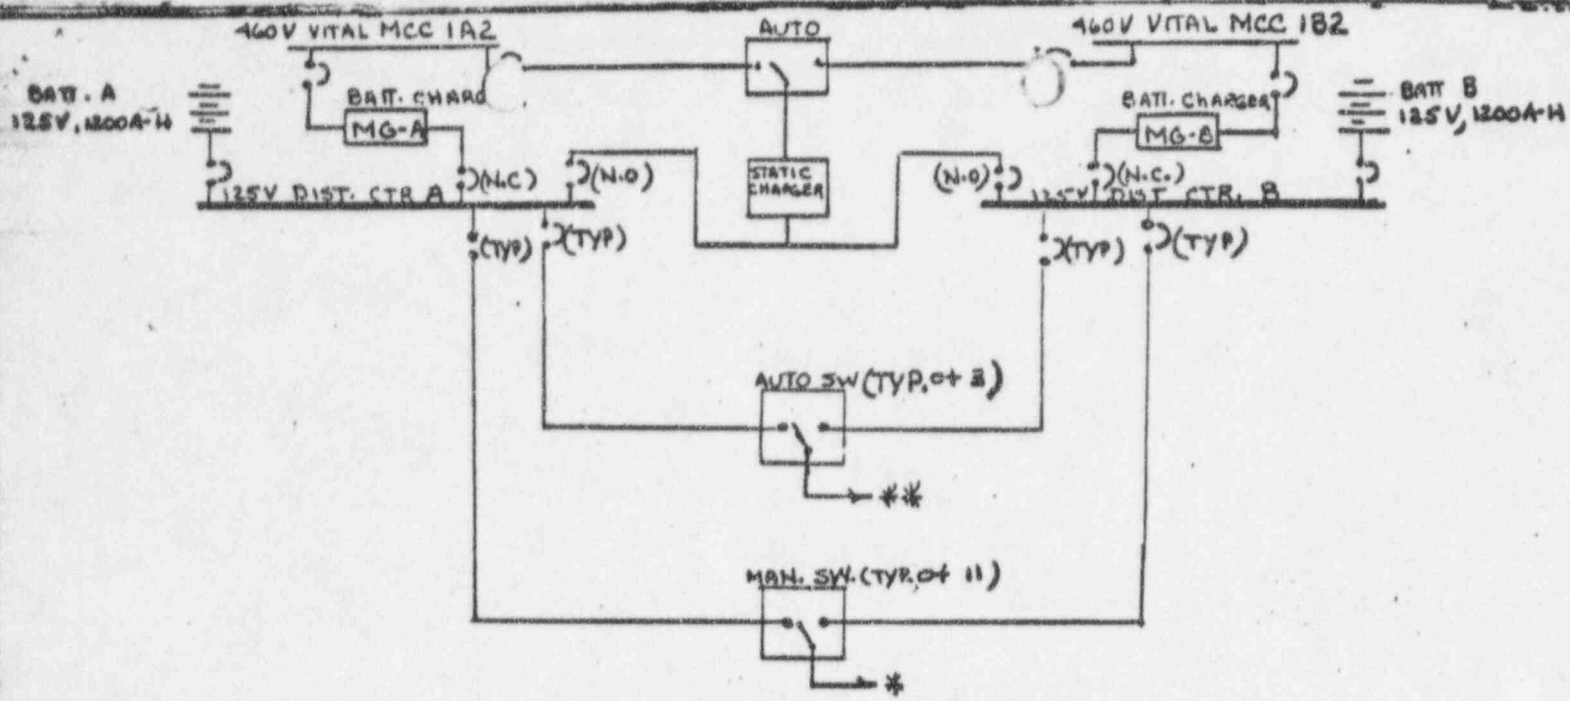 460V VITAL MCC 1A2
AUTO
460V VITAL MCC 1B2
BATT. A
125V, 1200A-H
BATT. CHARG
MG-A
BATT. CHARGER
MG-B
BATT B
125V, 1200A-H
(N.C)
(N.O)
STATIC
CHARGER
(N.O)
(N.C.)
125V DIST. CTR A
125V DIST CTR. B
(TYP)
(TYP)
(TYP)
(TYP)
AUTO SW (TYP. of 3)
**
MAN. SW. (TYP. of 11)
*